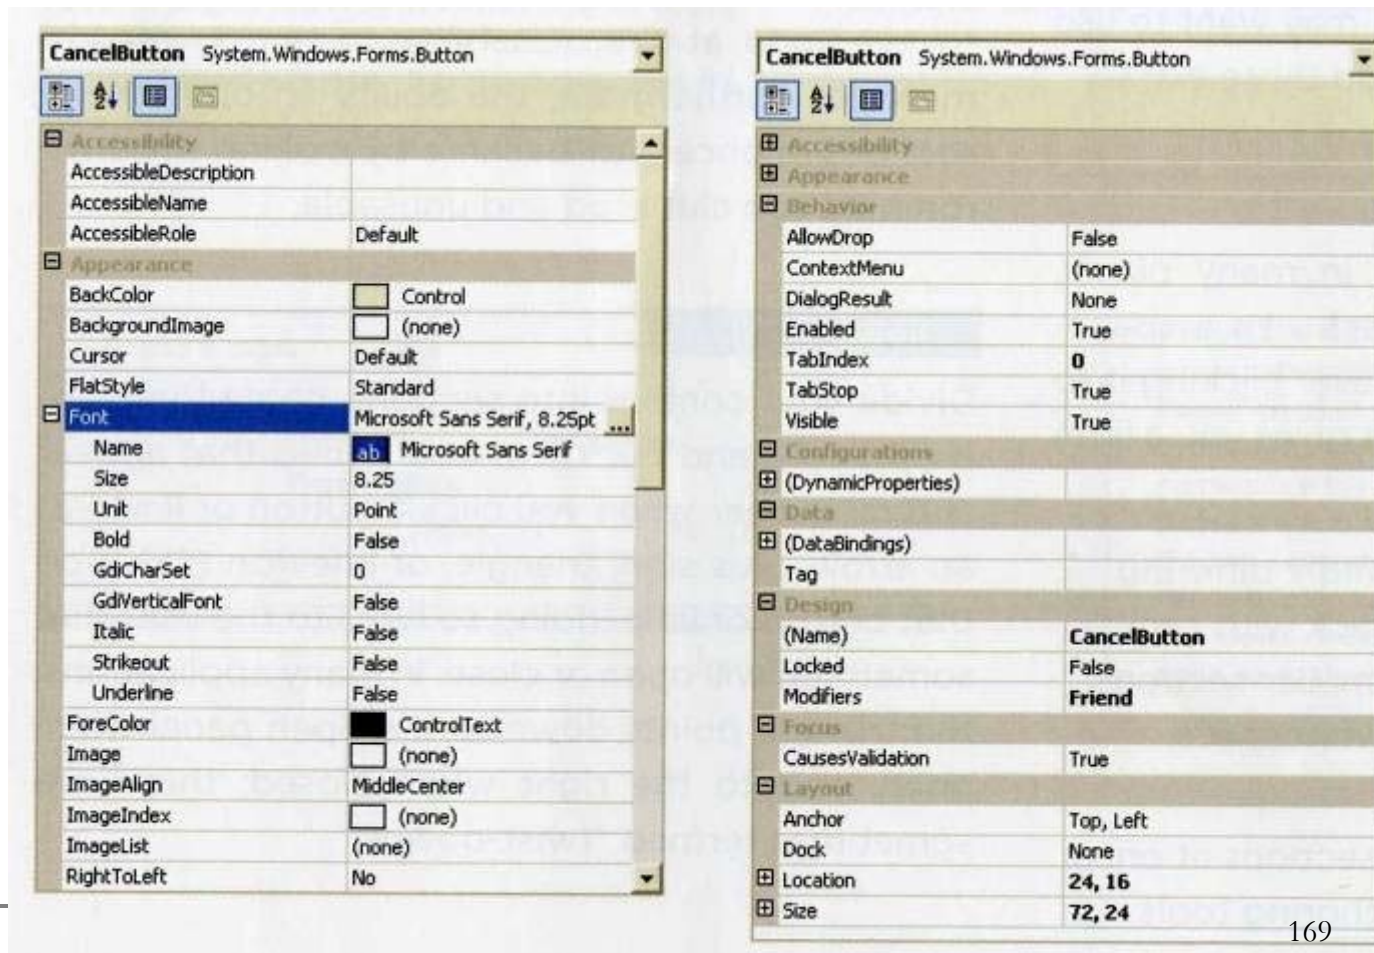 CancelButton System.Windows.Forms.Button
Accessibility
AccessibleDescription
AccessibleName
AccessibleRole Default
Appearance
BackColor Control
BackgroundImage (none)
Cursor Default
FlatStyle Standard
Font Microsoft Sans Serif, 8.25pt ...
Name ab Microsoft Sans Serif
Size 8.25
Unit Point
Bold False
GdiCharSet 0
GdiVerticalFont False
Italic False
Strikeout False
Underline False
ForeColor ControlText
Image (none)
ImageAlign MiddleCenter
ImageIndex (none)
ImageList (none)
RightToLeft No
CancelButton System.Windows.Forms.Button
Accessibility
Appearance
Behavior
AllowDrop False
ContextMenu (none)
DialogResult None
Enabled True
TabIndex 0
TabStop True
Visible True
Configurations
(DynamicProperties)
Data
(DataBindings)
Tag
Design
(Name) CancelButton
Locked False
Modifiers Friend
Focus
CausesValidation True
Layout
Anchor Top, Left
Dock None
Location 24, 16
Size 72, 24
169